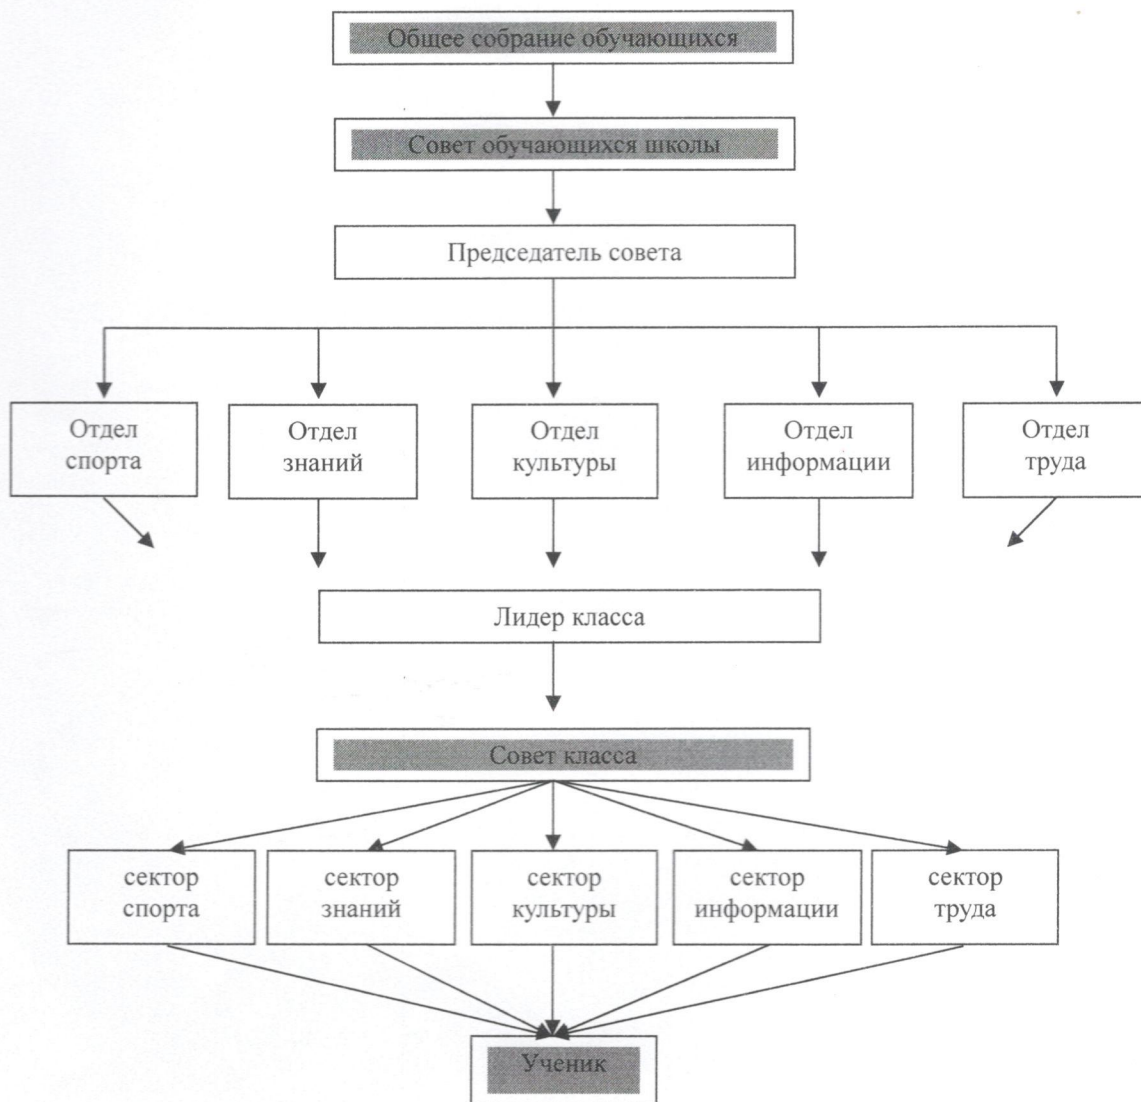 Общее собрание обучающихся
Совет обучающихся школы
Председатель совета
Отдел
спорта
Отдел
знаний
Отдел
культуры
Отдел
информации
Отдел
труда
Лидер класса
Совет класса
сектор
спорта
сектор
знаний
сектор
культуры
сектор
информации
сектор
труда
Ученик